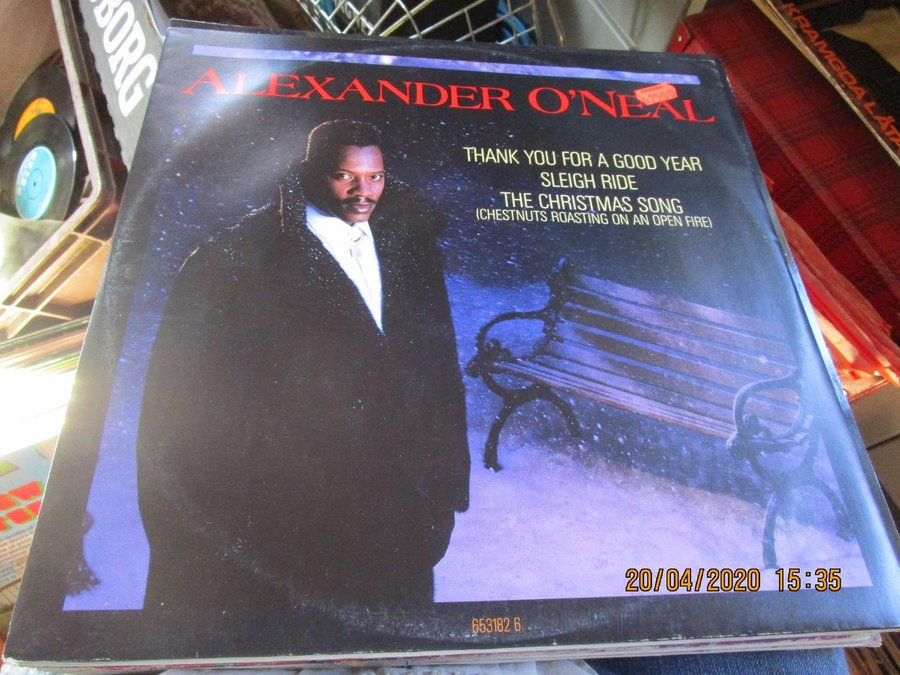 BORG
KRAMGOA LÅT
ALEXANDER O'NEAL
THANK YOU FOR A GOOD YEAR
SLEIGH RIDE
THE CHRISTMAS SONG
(CHESTNUTS ROASTING ON AN OPEN FIRE)
20/04/2020 15:35
653182 6